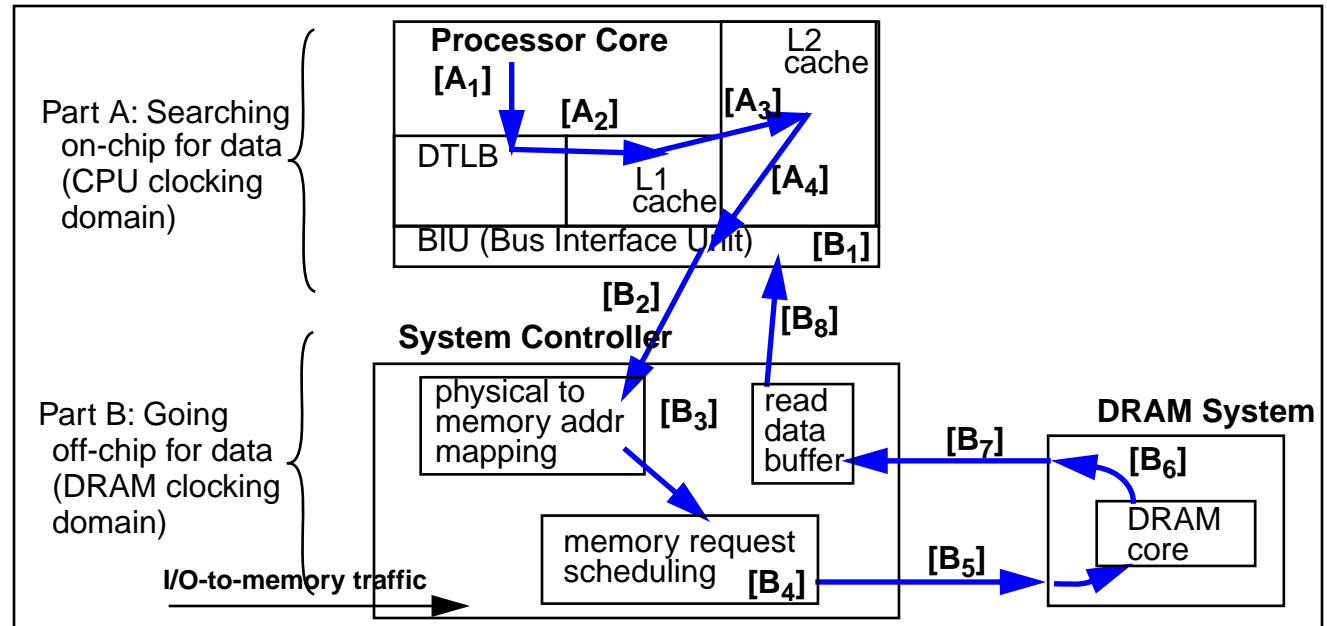 Processor Core
L2
cache
[A1]
[A2]
[A3]
Part A: Searching
on-chip for data
(CPU clocking
domain)
DTLB
L1
cache
[A4]
BIU (Bus Interface Unit)
[B1]
[B2]
[B8]
System Controller
physical to
memory addr
mapping
[B3]
read
data
buffer
DRAM System
Part B: Going
off-chip for data
(DRAM clocking
domain)
[B7]
[B6]
DRAM
core
memory request
scheduling
[B4]
[B5]
I/O-to-memory traffic